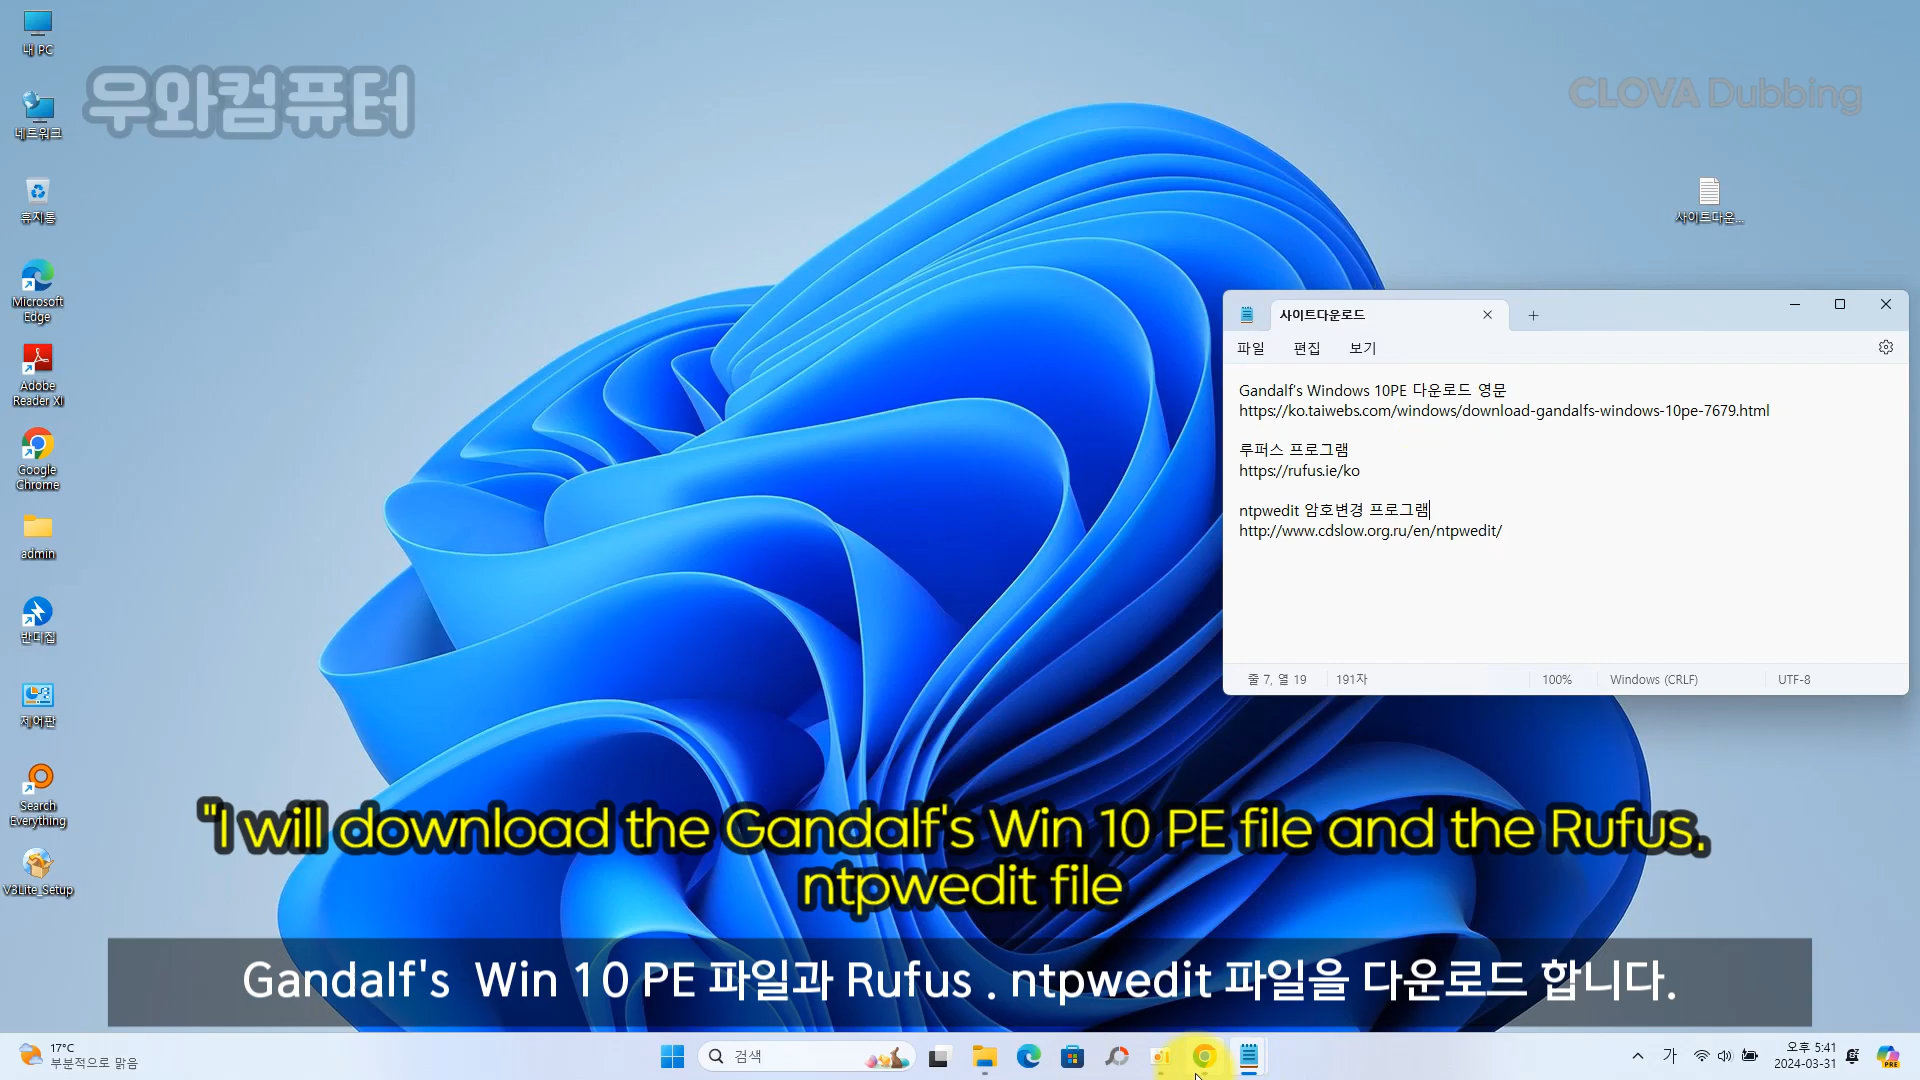 내 PC
우와컴퓨터
CLOVA Dubbing
네트워크
휴지통
사이트다운...
Microsoft
Edge
Adobe
Reader XI
Google
Chrome
admin
반디집
제어판
Search
Everything
V3Lite_Setup
사이트다운로드
파일 편집 보기
Gandalf's Windows 10PE 다운로드 영문
https://ko.taiwebs.com/windows/download-gandalfs-windows-10pe-7679.html
루퍼스 프로그램
https://rufus.ie/ko
ntpwedit 암호변경 프로그램
http://www.cdslow.org.ru/en/ntpwedit/
줄 7, 열 19 191자 100% Windows (CRLF) UTF-8
"I will download the Gandalf's Win 10 PE file and the Rufus.
ntpwedit file
Gandalf's Win 10 PE 파일과 Rufus . ntpwedit 파일을 다운로드 합니다.
17°C
부분적으로 맑음
검색
가
오후 5:41
2024-03-31
PRE